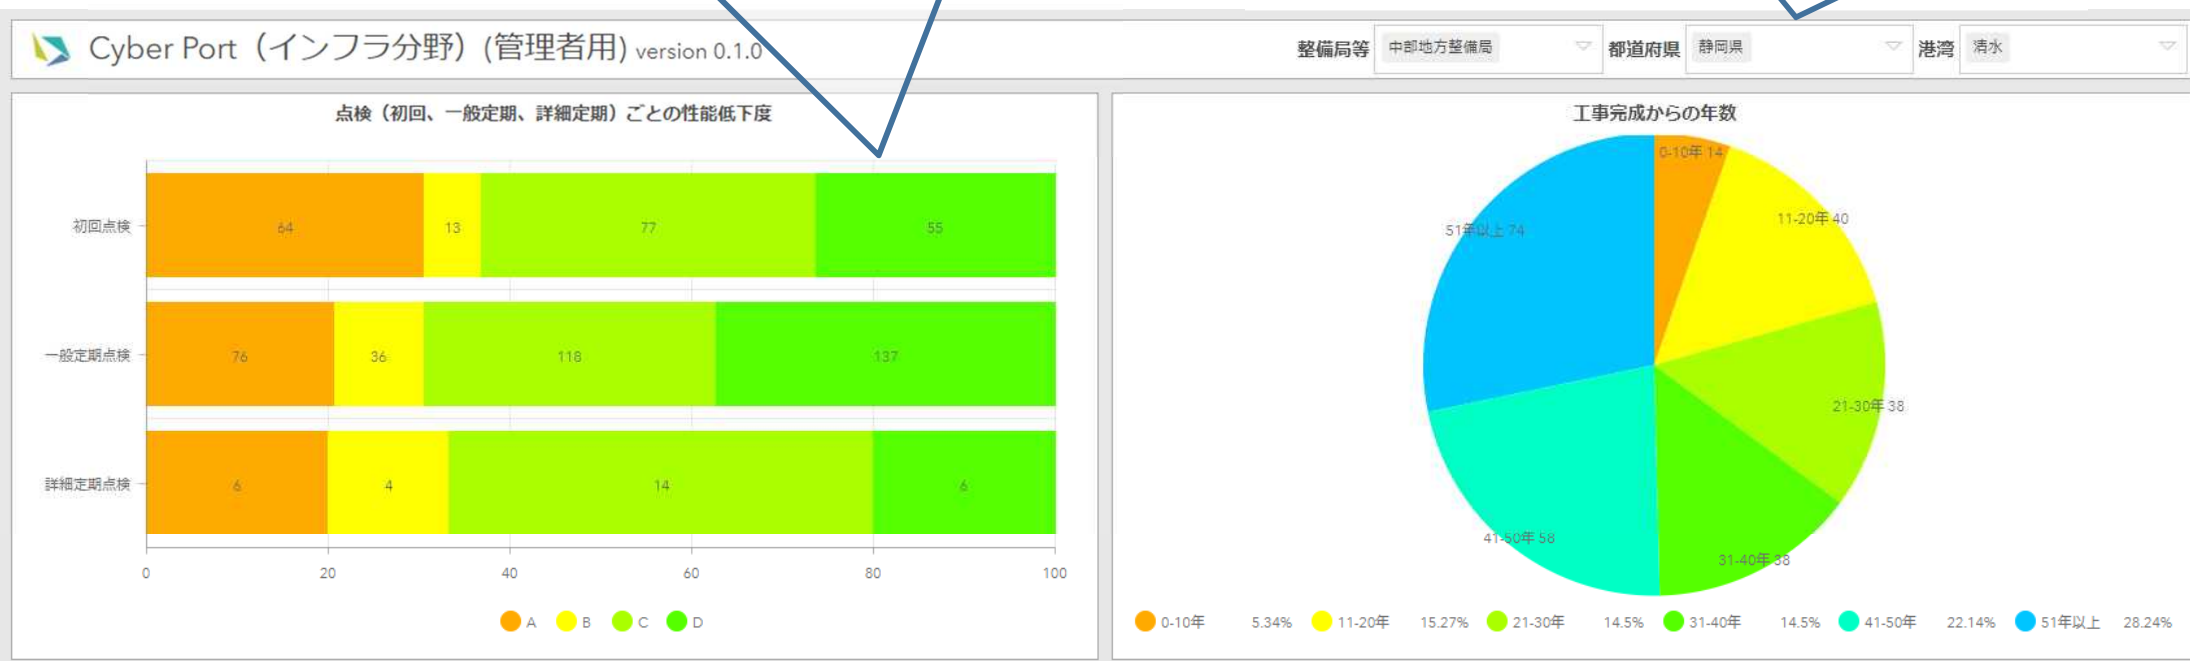 Cyber Port（インフラ分野）(管理者用) version 0.1.0
整備局等 中部地方整備局 都道府県 静岡県 港湾 清水
点検（初回、一般定期、詳細定期）ごとの性能低下度
初回点検 64 13 77 55
一般定期点検 76 36 118 137
詳細定期点検 6 4 14 6
0 20 40 60 80 100
A B C D
工事完成からの年数
0-10年 14
11-20年 40
51年以上 74
21-30年 38
41-50年 58
31-40年 38
0-10年 5.34% 11-20年 15.27% 21-30年 14.5% 31-40年 14.5% 41-50年 22.14% 51年以上 28.24%